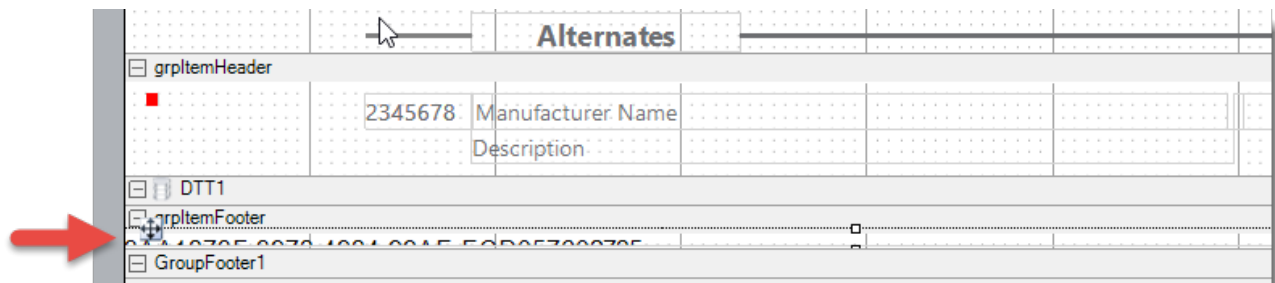 Alternates
grpItemHeader
2345678 Manufacturer Name
Description
DTT1
grpItemFooter
GroupFooter1